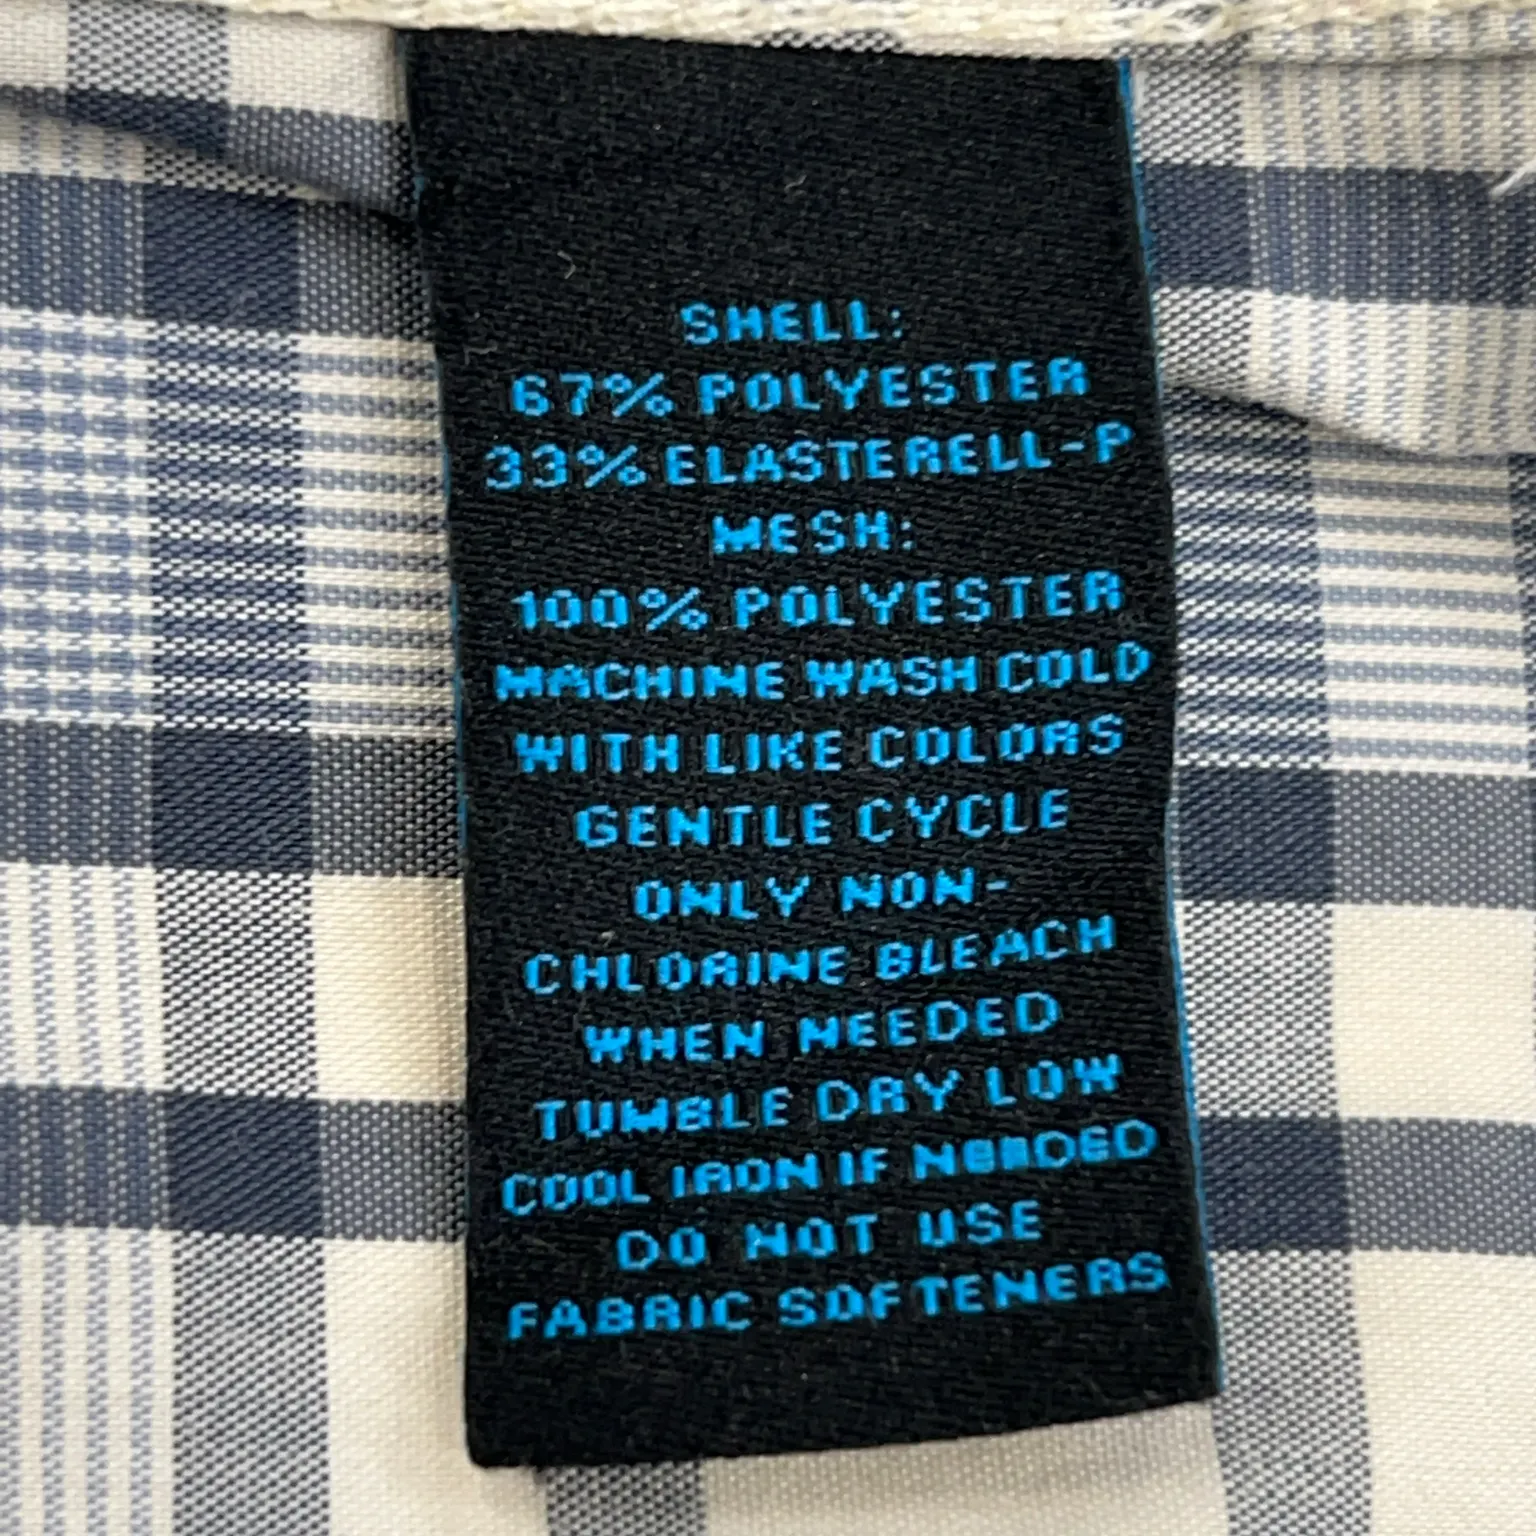 SHELL:
67% POLYESTER
33% ELASTERELL-P
MESH:
100% POLYESTER
MACHINE WASH COLD
WITH LIKE COLORS
GENTLE CYCLE
ONLY NON-
CHLORINE BLEACH
WHEN NEEDED
TUMBLE DRY LOW
COOL IRON IF NEEDED
DO NOT USE
FABRIC SOFTENERS